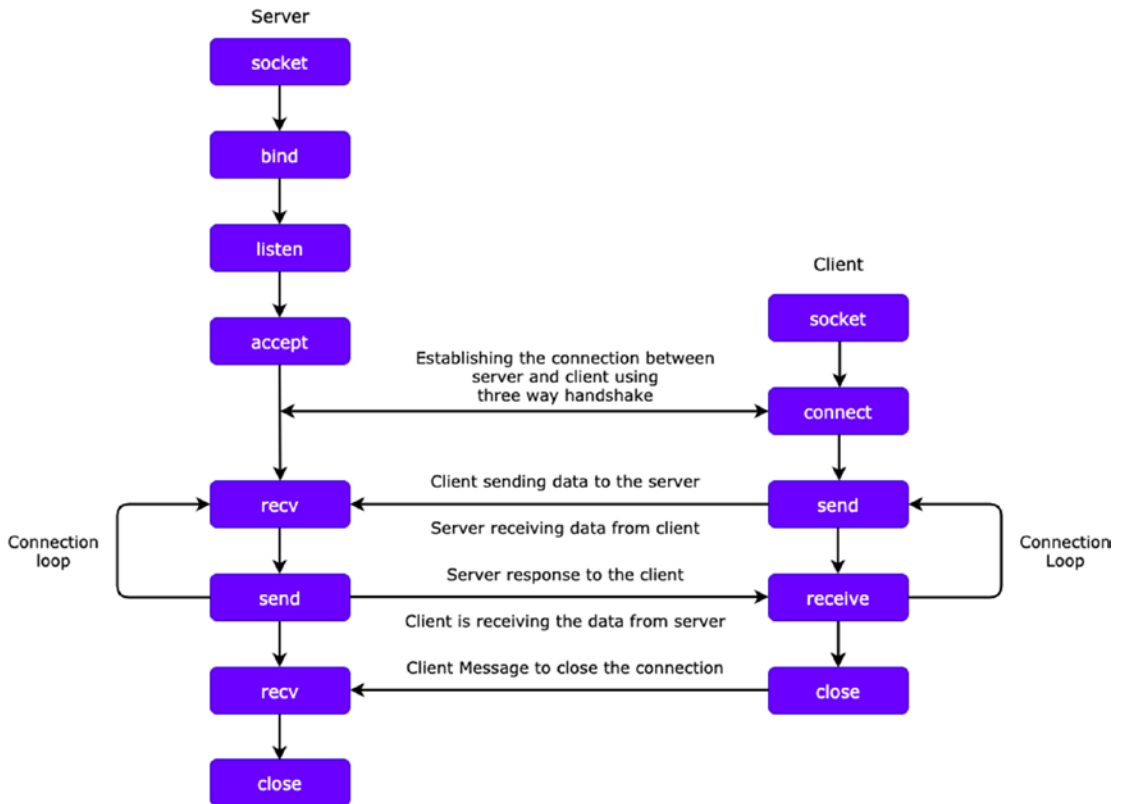 Server
socket
bind
listen
Client
accept
socket
Establishing the connection between
server and client using
three way handshake
connect
Client sending data to the server
recv
send
Server receiving data from client
Connection
loop
Connection
Loop
Server response to the client
send
receive
Client is receiving the data from server
Client Message to close the connection
recv
close
close